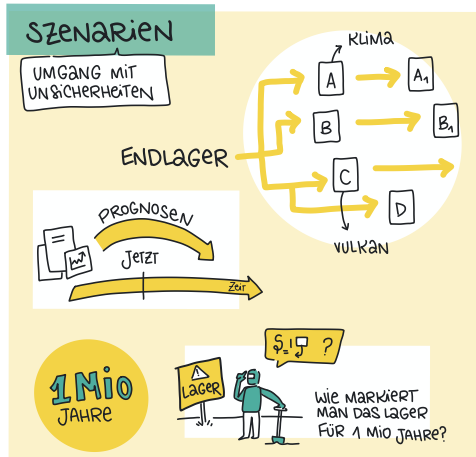 SZENARIEN
UMGANG MIT
UNSICHERHEITEN
KLIMA
A
A1
B
B1
ENDLAGER
C
D
VULKAN
PROGNOSEN
JETZT
ZEIT
1 MIO
JAHRE
LAGER
$=!
?
WIE MARKIERT
MAN DAS LAGER
FÜR 1 MIO JAHRE?